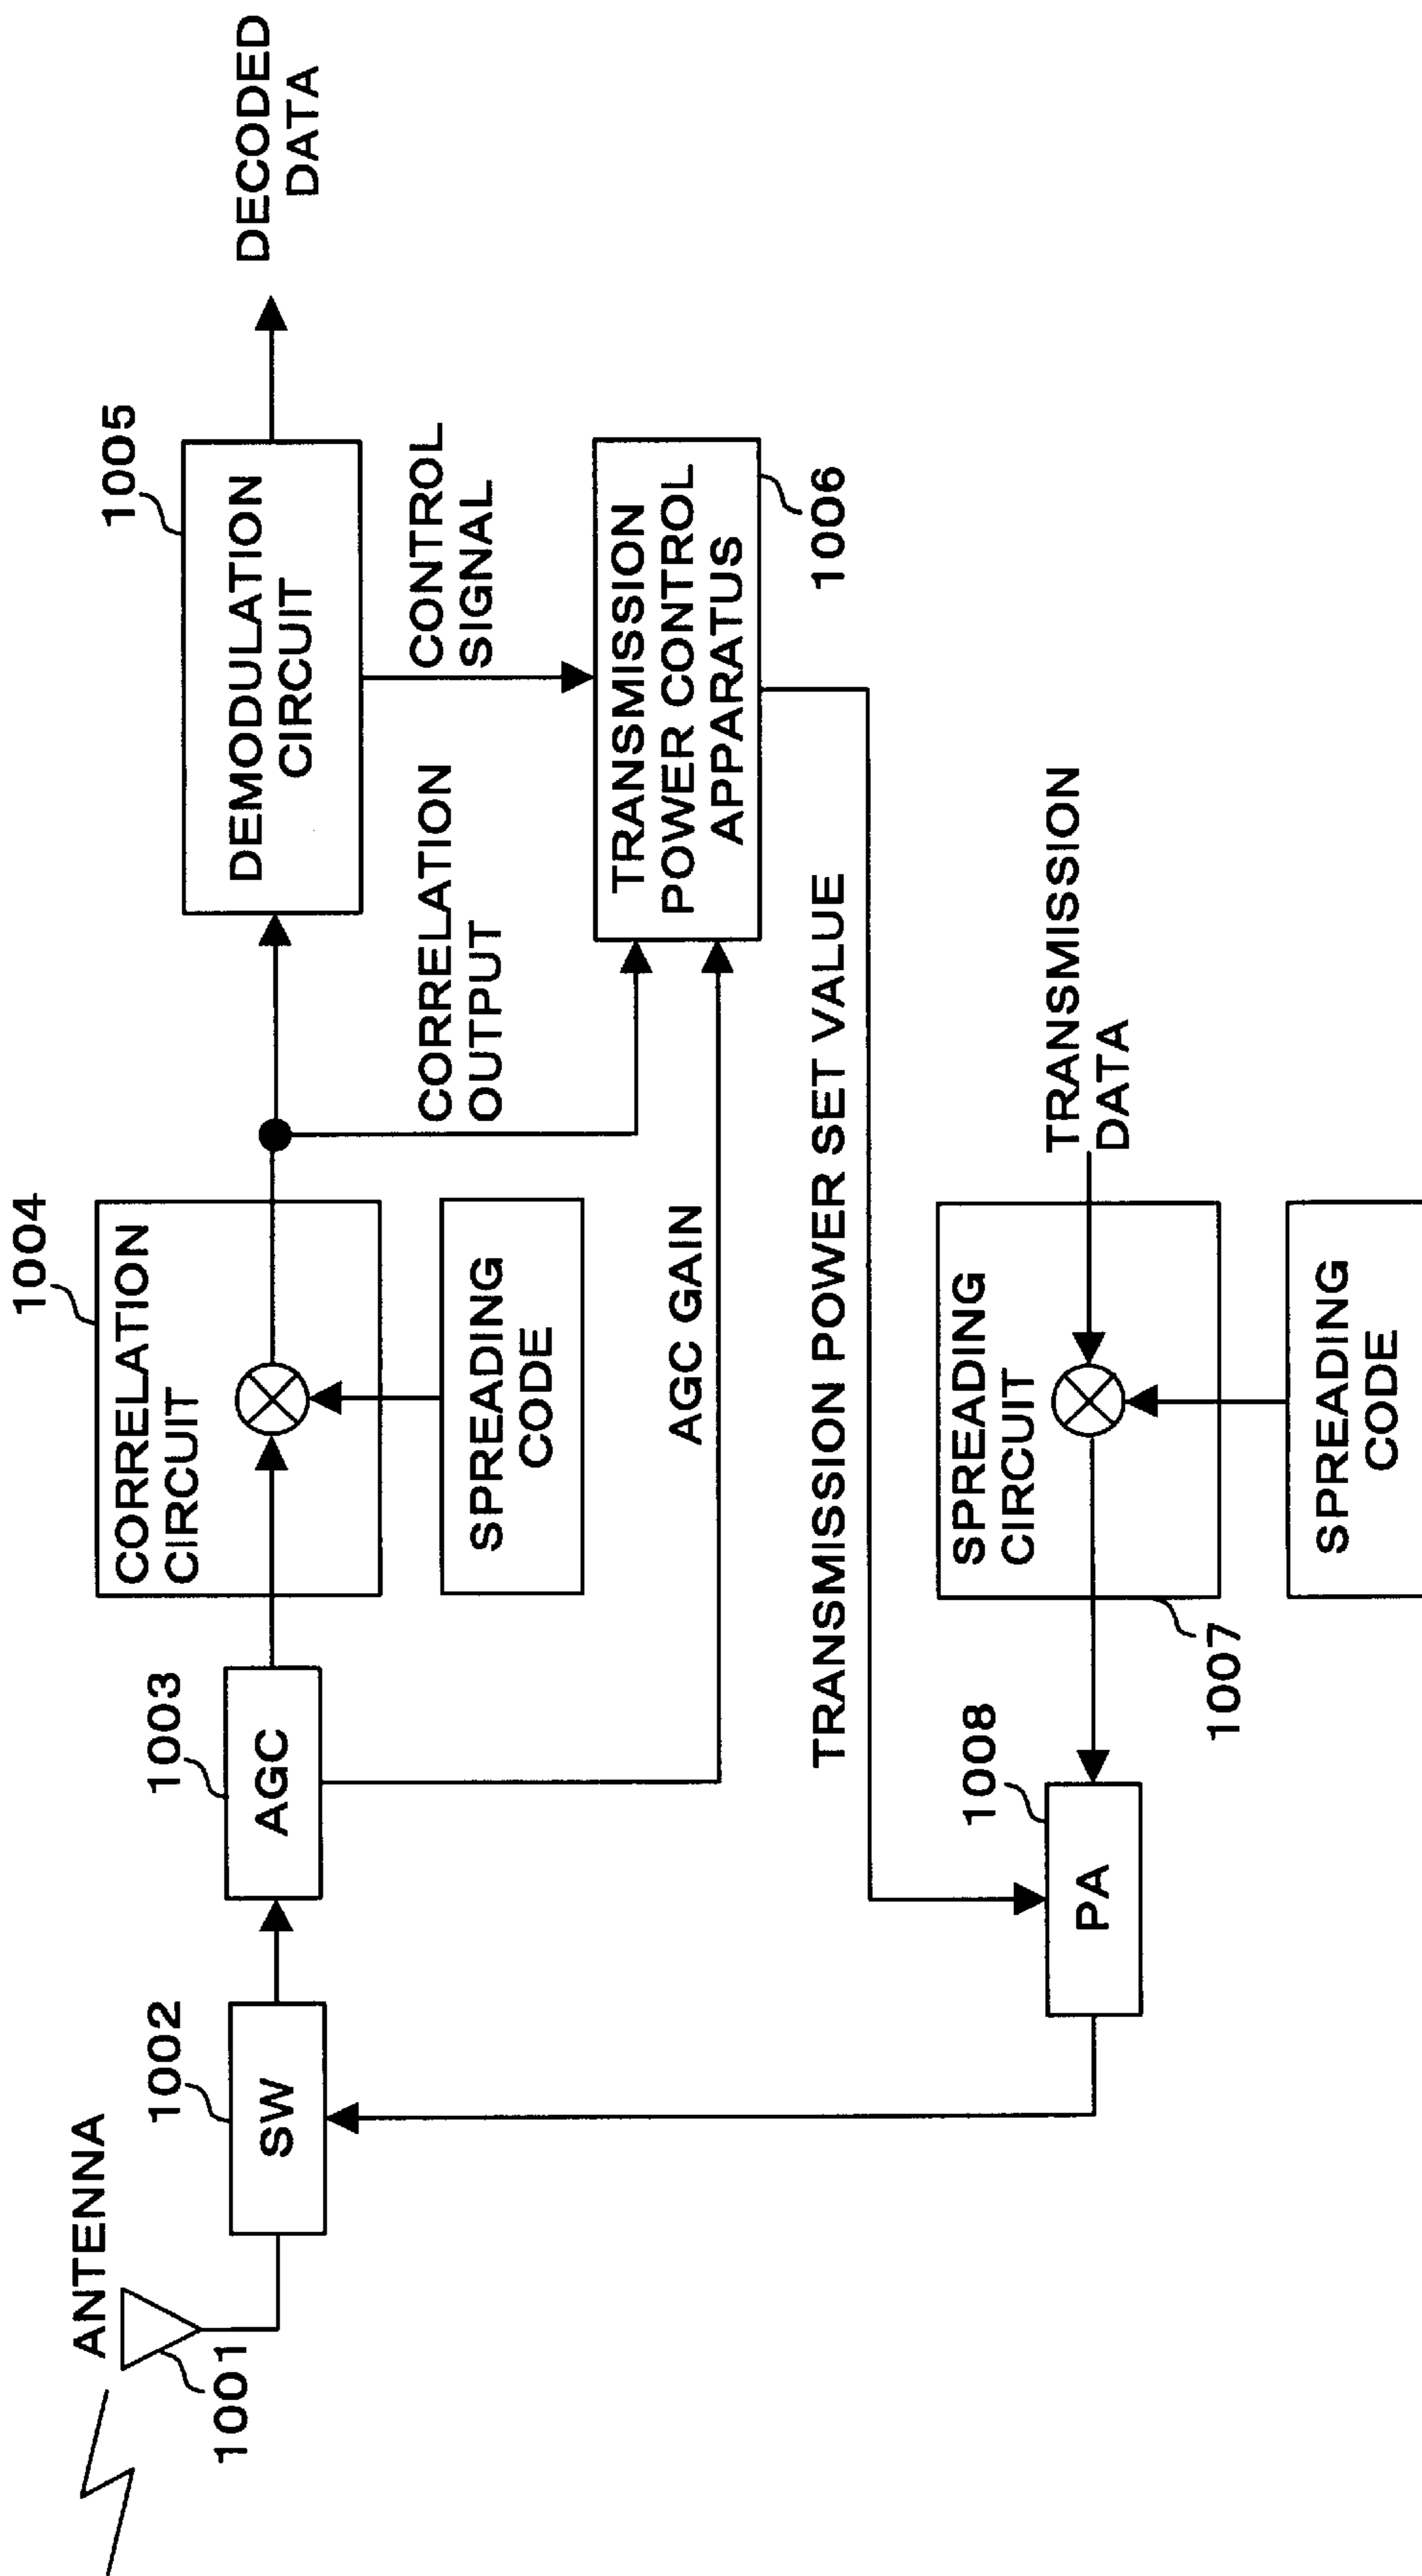 ANTENNA
1001
1002
SW
1003
AGC
1004
CORRELATION
CIRCUIT
SPREADING
CODE
CORRELATION
OUTPUT
1005
DEMODULATION
CIRCUIT
DECODED
DATA
CONTROL
SIGNAL
TRANSMISSION
POWER CONTROL
APPARATUS
1006
AGC GAIN
TRANSMISSION POWER SET VALUE
1008
PA
SPREADING
CIRCUIT
1007
TRANSMISSION
DATA
SPREADING
CODE